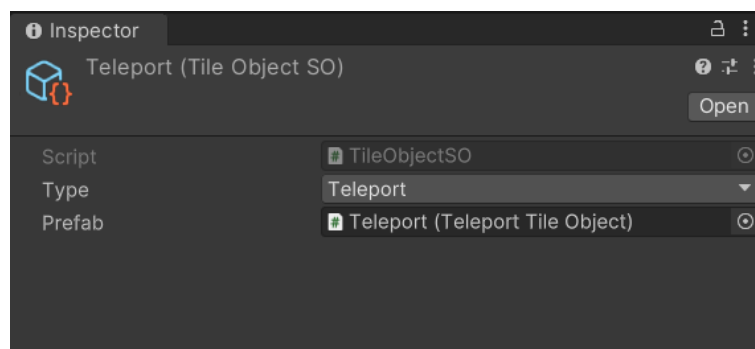 Inspector
Teleport (Tile Object SO)
Open
Script # TileObjectSO
Type Teleport
Prefab # Teleport (Teleport Tile Object)